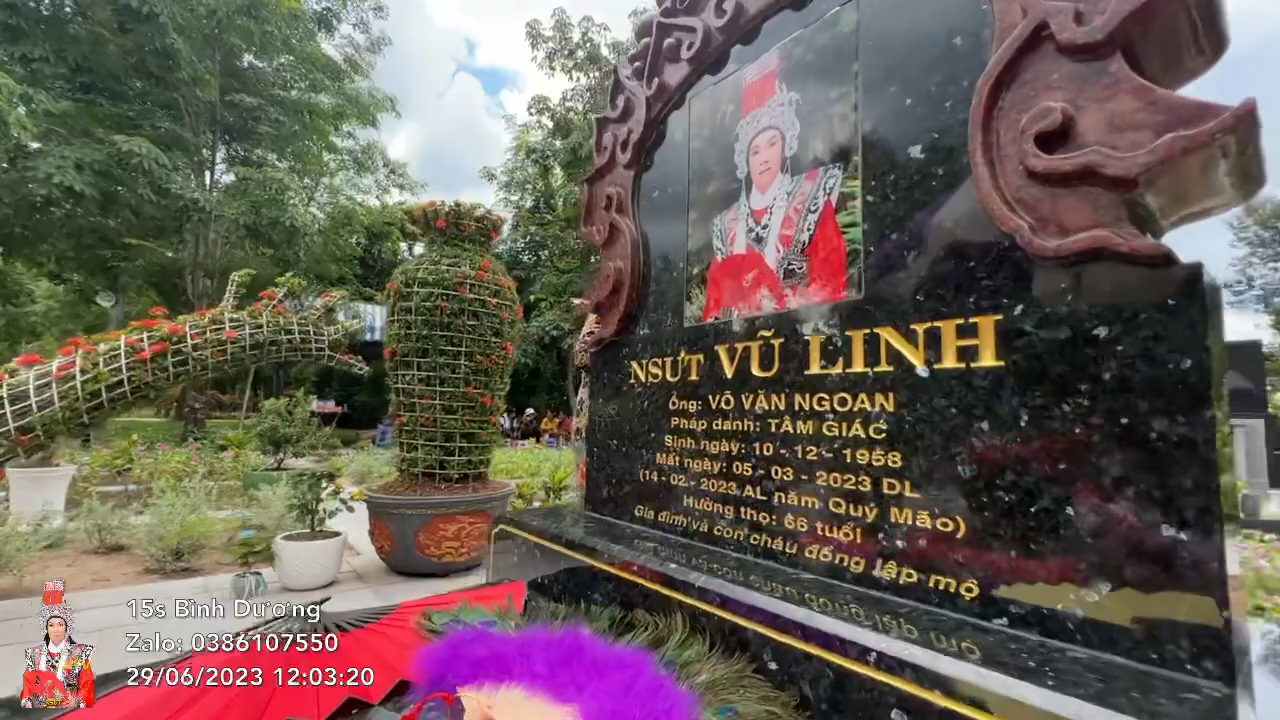 NSƯT VŨ LINH
Ông: VÕ VĂN NGOAN
Pháp danh: TÂM GIÁC
Sinh ngày: 10 - 12 - 1958
Mất ngày: 05 - 03 - 2023 DL
(14 - 02 - 2023 AL năm Quý Mão)
Hưởng thọ: 66 tuổi
Gia đình và con cháu đồng lập mộ
15s Bình Dương
Zalo: 0386107550
29/06/2023 12:03:20